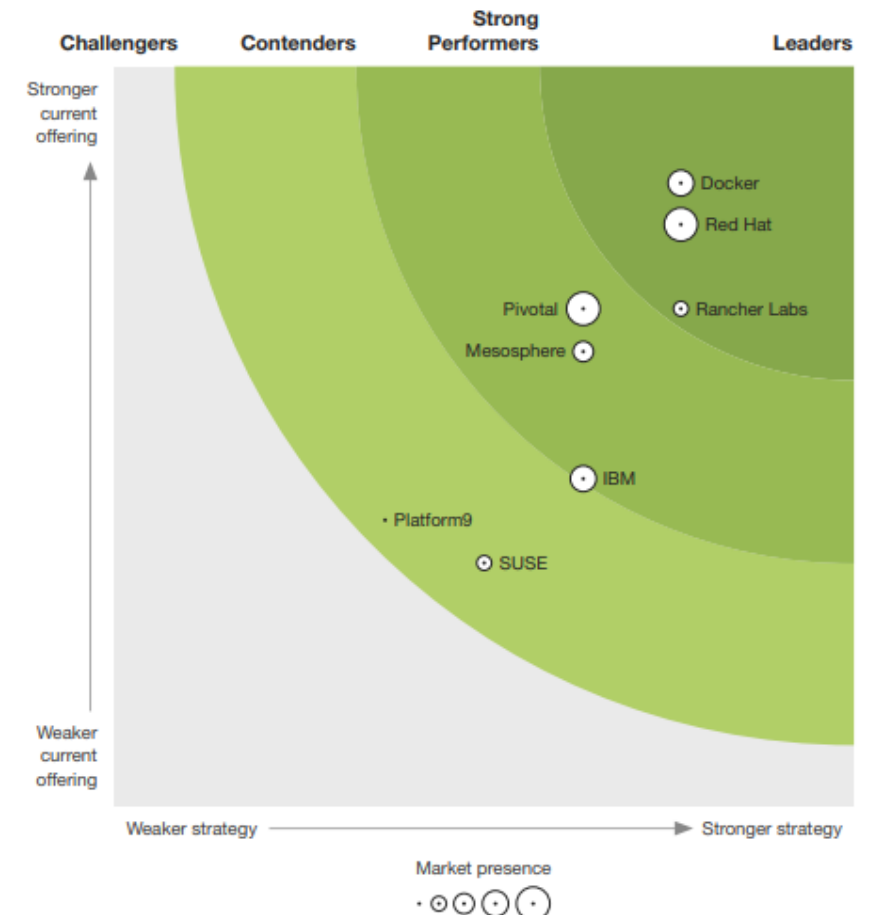 Challengers
Contenders
Strong
Performers
Leaders
Stronger
current
offering
Docker
Red Hat
Pivotal
Rancher Labs
Mesosphere
IBM
Platform9
SUSE
Weaker
current
offering
Weaker strategy
Stronger strategy
Market presence